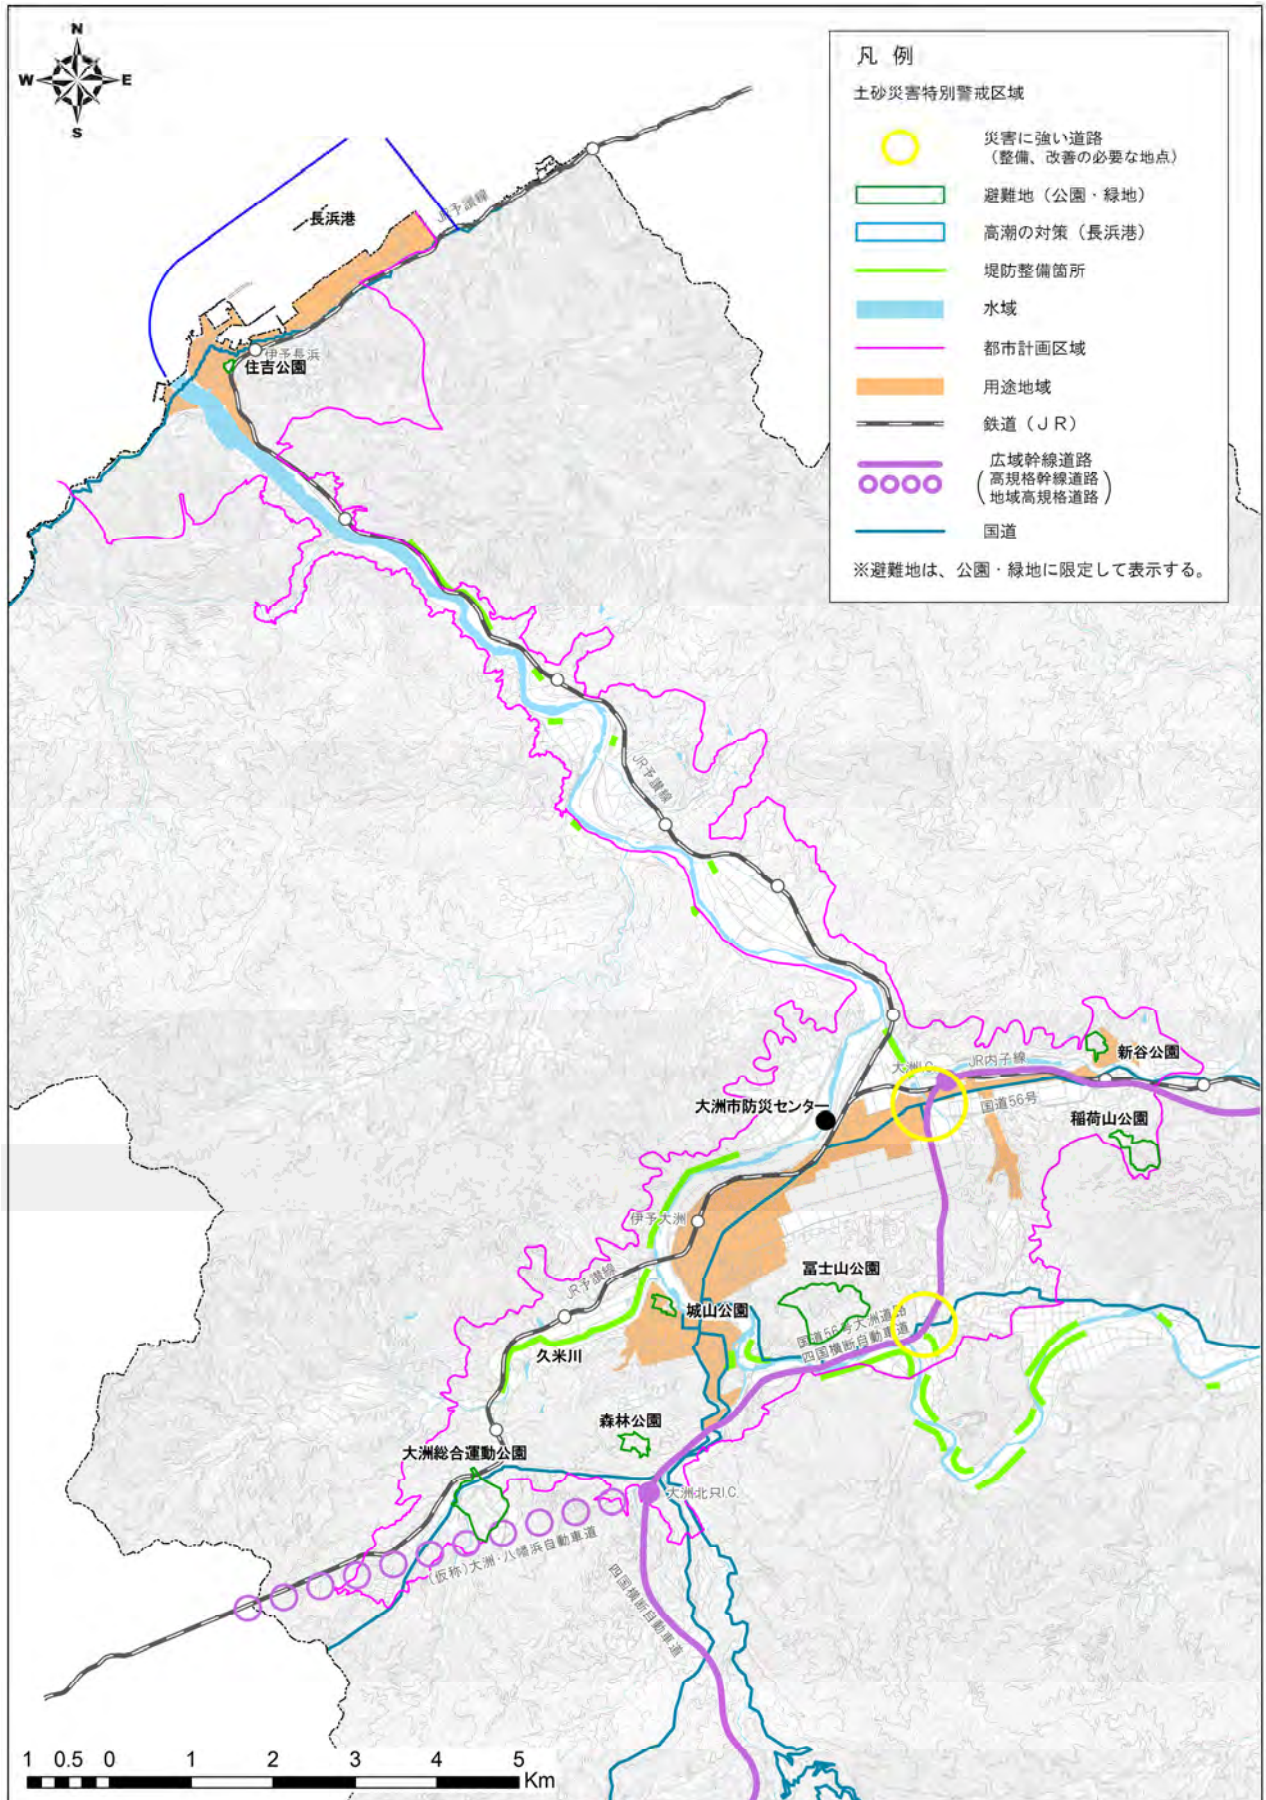 N
W
E
S
凡 例
土砂災害特別警戒区域
災害に強い道路
(整備、改善の必要な地点)
避難地(公園・緑地)
高潮の対策(長浜港)
堤防整備箇所
水域
都市計画区域
用途地域
鉄道(JR)
広域幹線道路
(高規格幹線道路
地域高規格道路)
国道
※避難地は、公園・緑地に限定して表示する。
長浜港
JR予讃線
伊予長浜
住吉公園
JR予讃線
大洲I.C.
JR内子線
新谷公園
国道56号
大洲市防災センター
稲荷山公園
伊予大洲
JR予讃線
冨士山公園
城山公園
国道56号大洲道路
四国横断自動車道
久米川
森林公園
大洲総合運動公園
大洲北只I.C.
(仮称)大洲・八幡浜自動車道
四国横断自動車道
1 0.5 0 1 2 3 4 5
Km